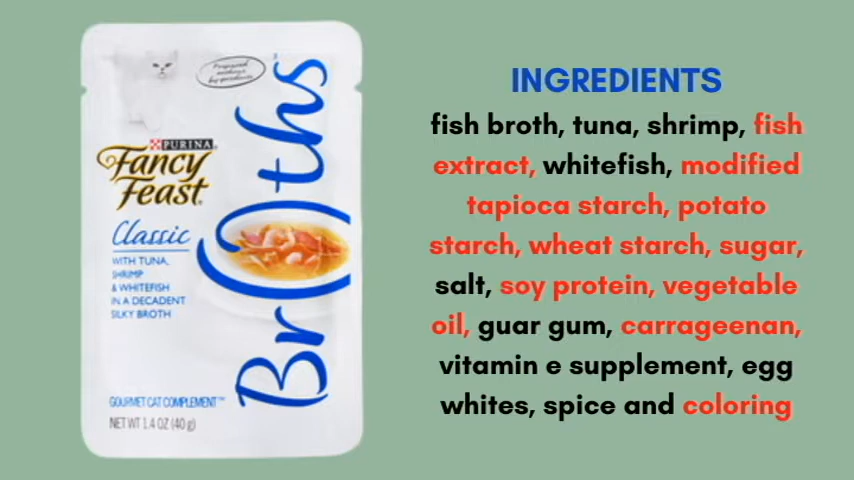 Prepared
without
by-products
PURINA
Fancy
Feast
Classic
WITH TUNA,
SHRIMP
& WHITEFISH
IN A DECADENT
SILKY BROTH
Broths
GOURMET CAT COMPLEMENT™
NET WT 1.4 OZ (40 g)
INGREDIENTS
fish broth, tuna, shrimp, fish
extract, whitefish, modified
tapioca starch, potato
starch, wheat starch, sugar,
salt, soy protein, vegetable
oil, guar gum, carrageenan,
vitamin e supplement, egg
whites, spice and coloring